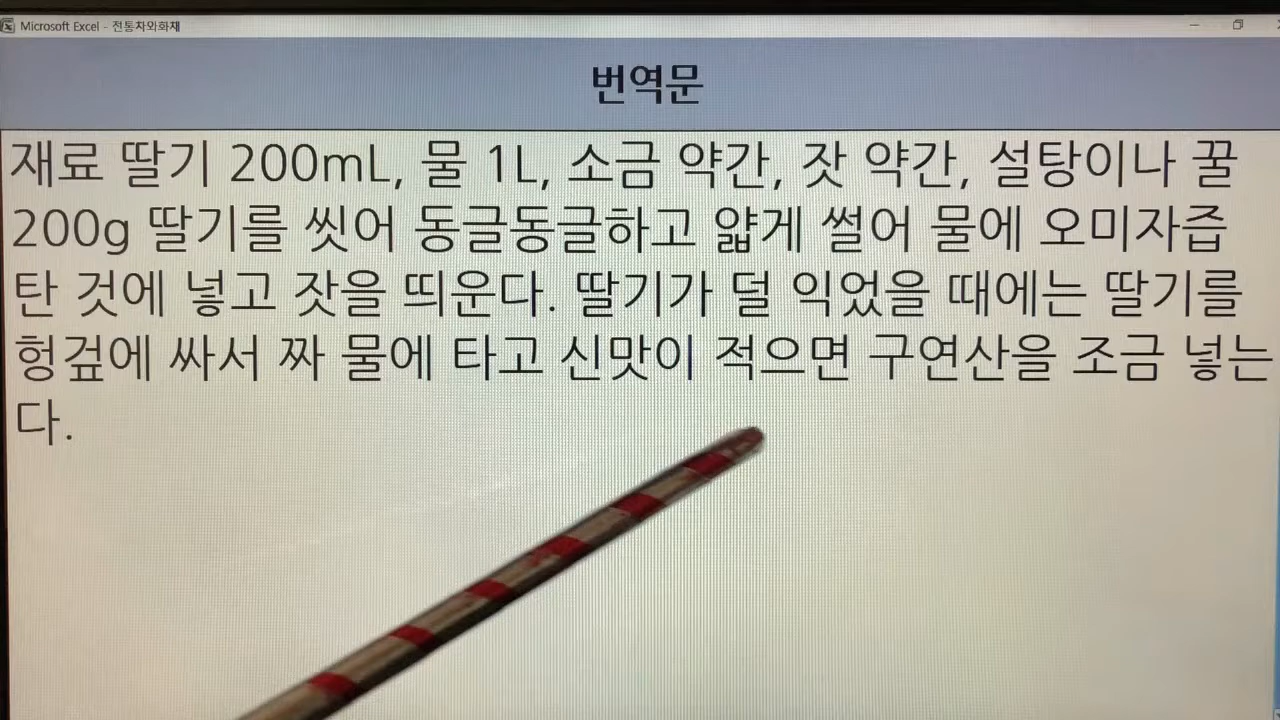 Microsoft Excel - 전통차와화채
번역문
재료 딸기 200mL, 물 1L, 소금 약간, 잣 약간, 설탕이나 꿀
200g 딸기를 씻어 동글동글하고 얇게 썰어 물에 오미자즙
탄 것에 넣고 잣을 띄운다. 딸기가 덜 익었을 때에는 딸기를
헝겊에 싸서 짜 물에 타고 신맛이 적으면 구연산을 조금 넣는
다.